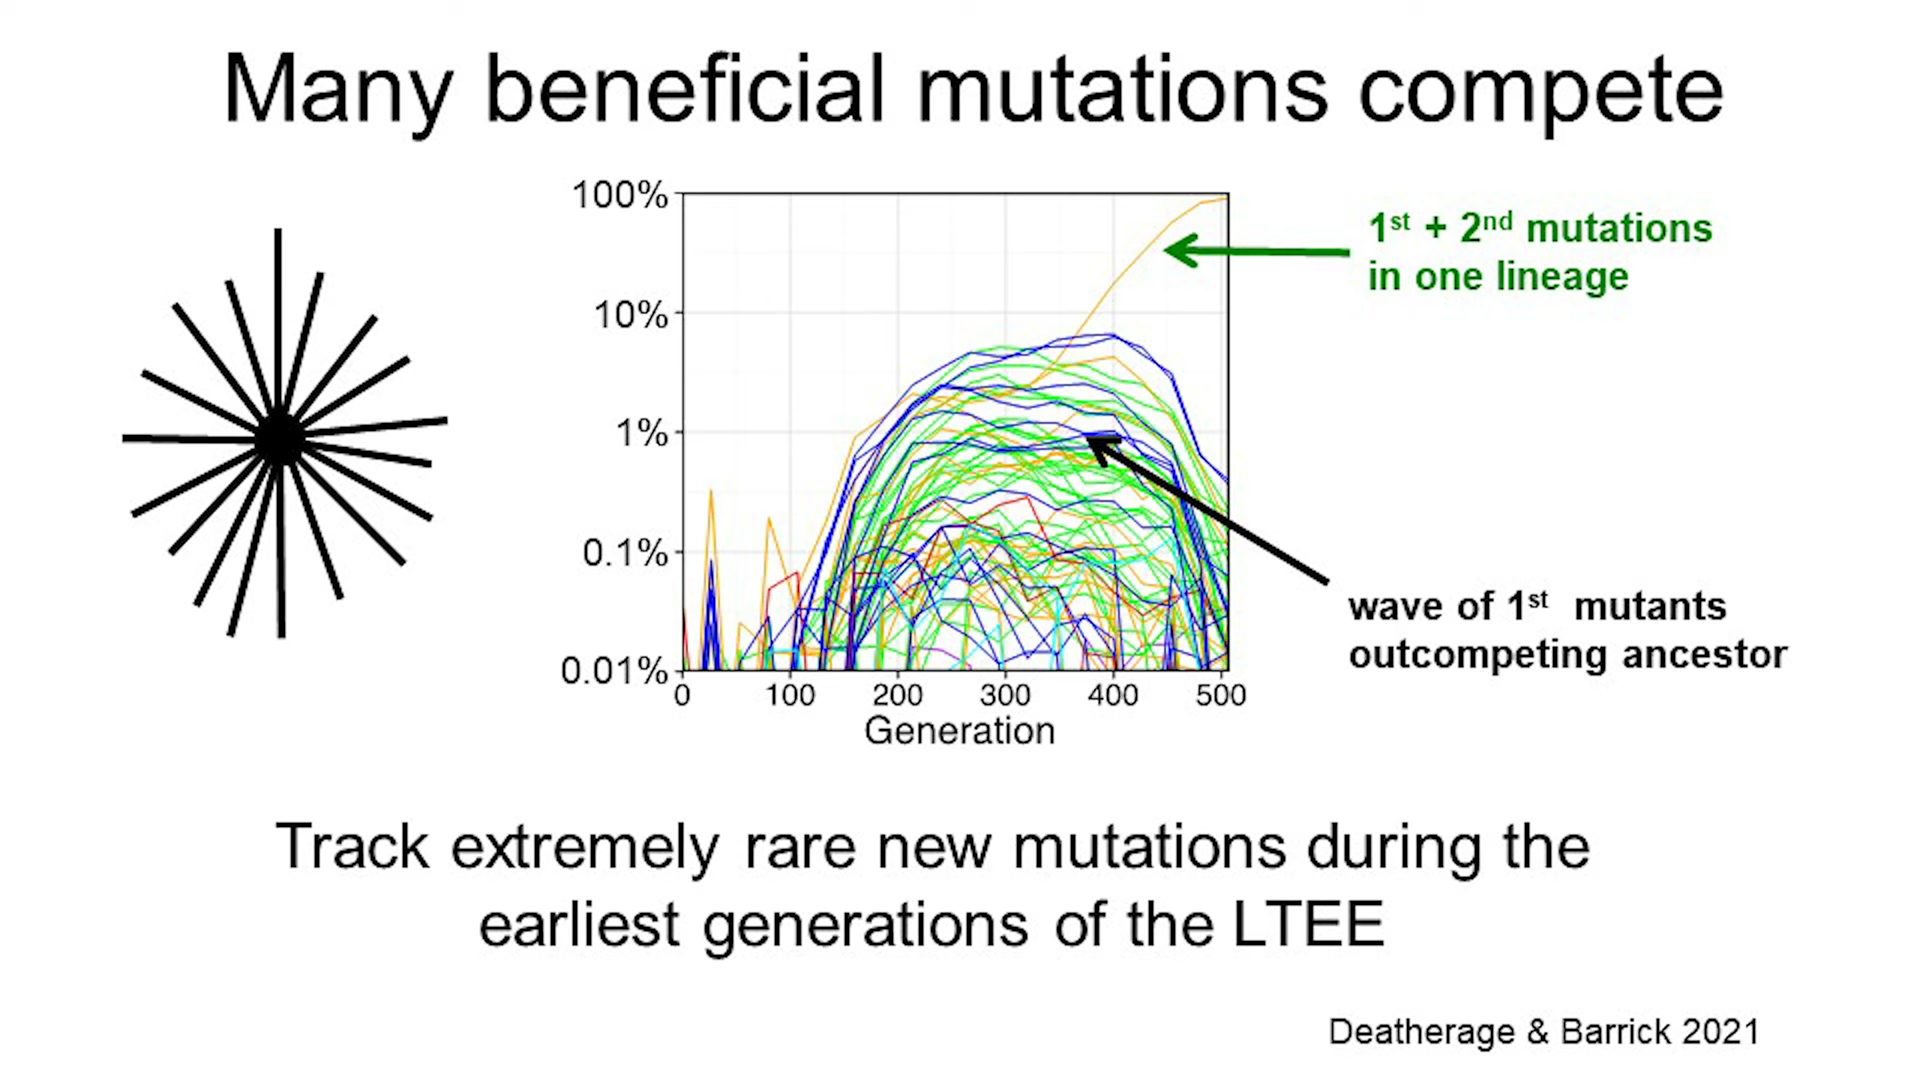 Many beneficial mutations compete
100%
10%
1%
0.1%
0.01%
0 100 200 300 400 500
Generation
1st + 2nd mutations
in one lineage
wave of 1st mutants
outcompeting ancestor
Track extremely rare new mutations during the
earliest generations of the LTEE
Deatherage & Barrick 2021